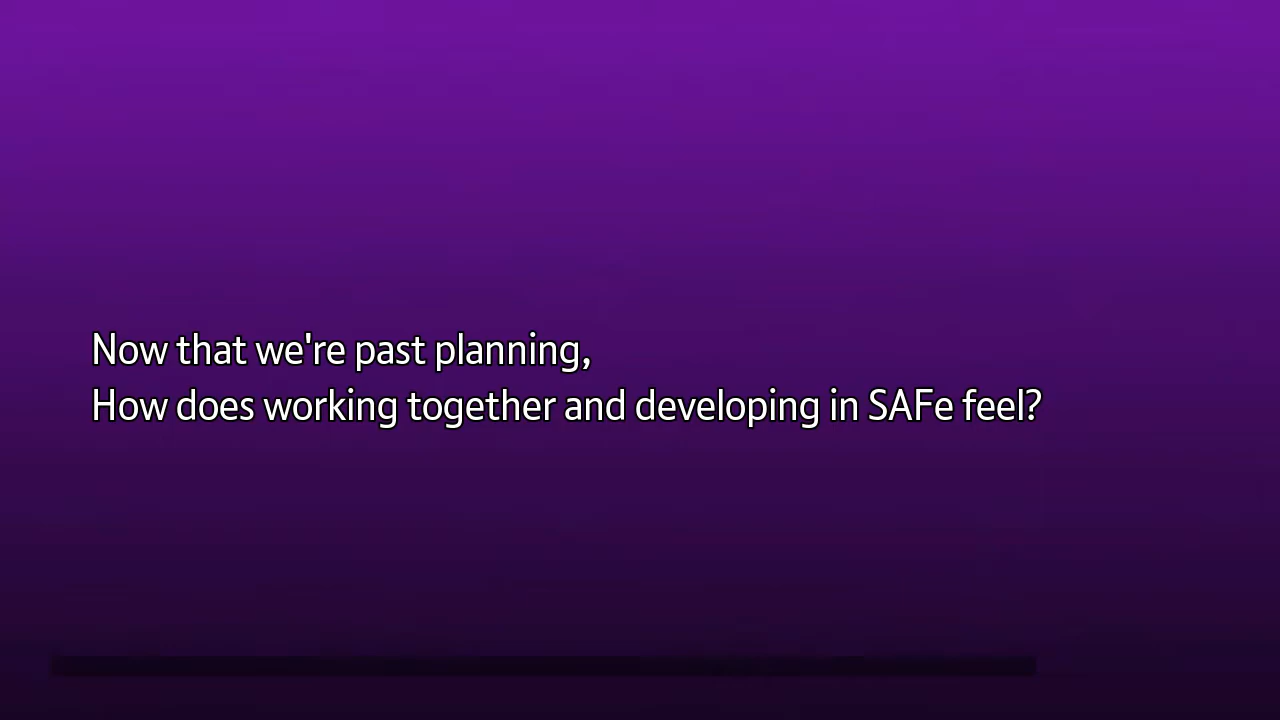 Now that we're past planning,
How does working together and developing in SAFe feel?